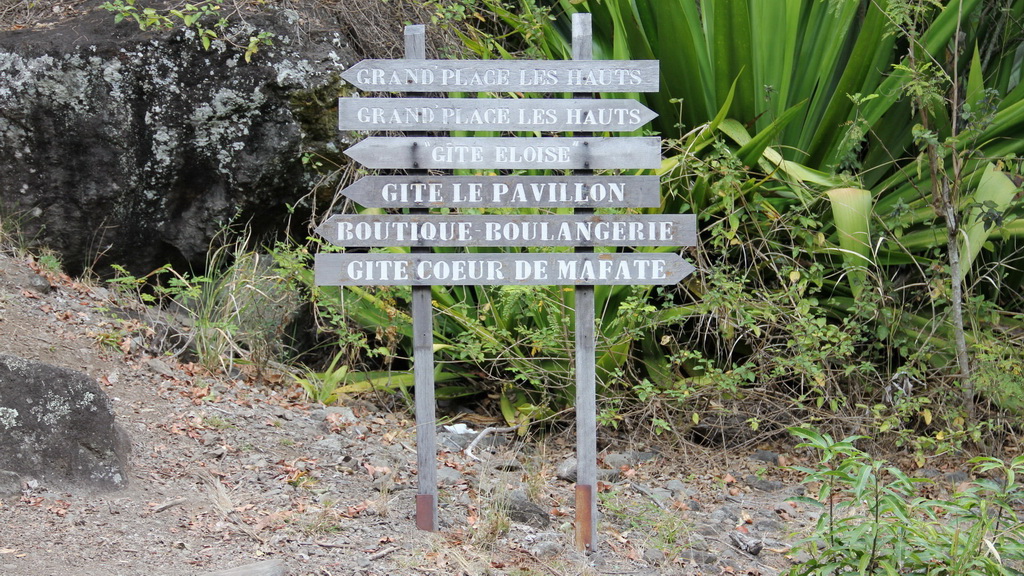 GRAND PLACE LES HAUTS
GRAND PLACE LES HAUTS
"GITE ELOISE"
GITE LE PAVILLON
BOUTIQUE-BOULANGERIE
GITE COEUR DE MAFATE